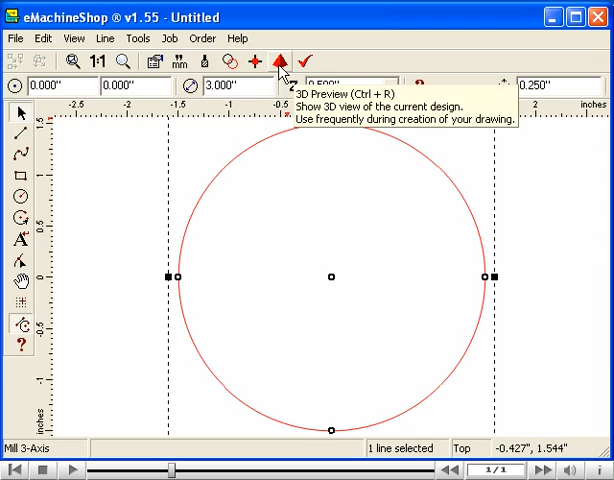 eMachineShop ® v1.55 - Untitled
File Edit View Line Tools Job Order Help
1:1 mm
0.000" 0.000" 3.000" Z 0.500" ? 0.250"
3D Preview (Ctrl + R)
Show 3D view of the current design.
Use frequently during creation of your drawing.
-2.5 -2 -1.5 -1 -0.5 2 inches
1.5
1
0.5
0
-0.5
-1
inches
A
?
Mill 3-Axis 1 line selected Top -0.427", 1.544"
1/1 i